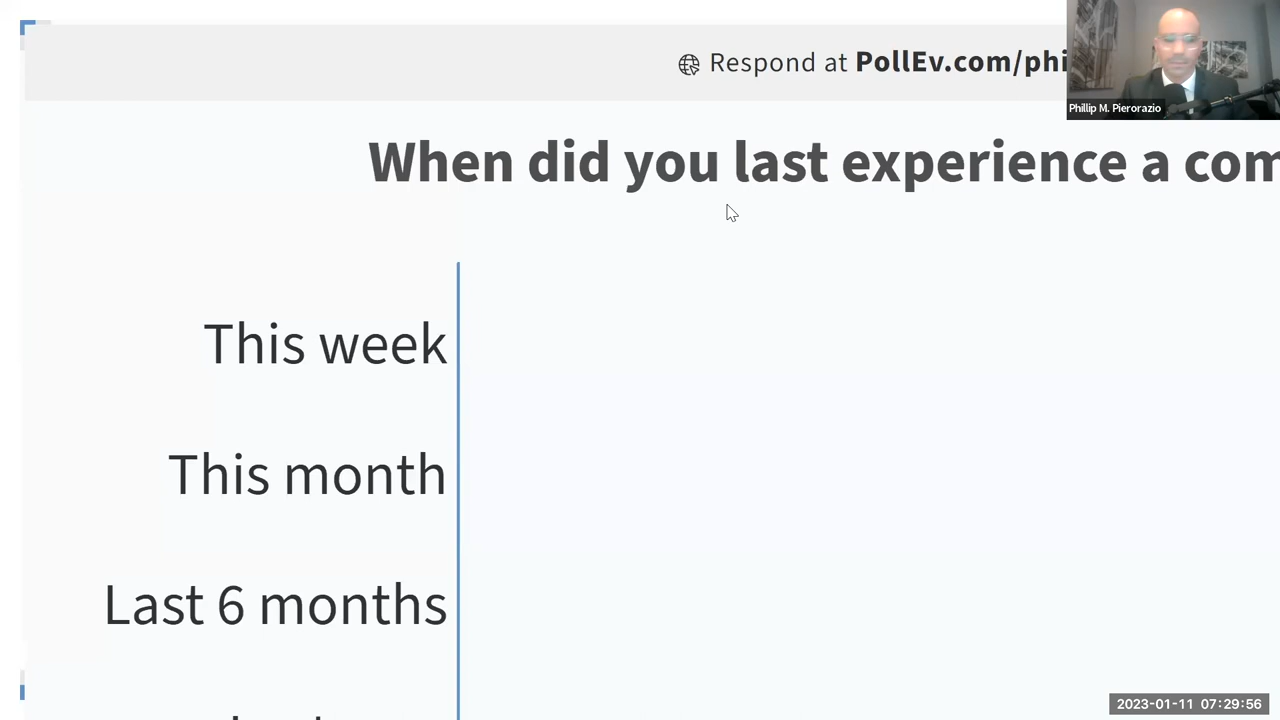 Respond at PollEv.com/phi
Phillip M. Pierorazio
When did you last experience a com
This week
This month
Last 6 months
2023-01-11 07:29:56